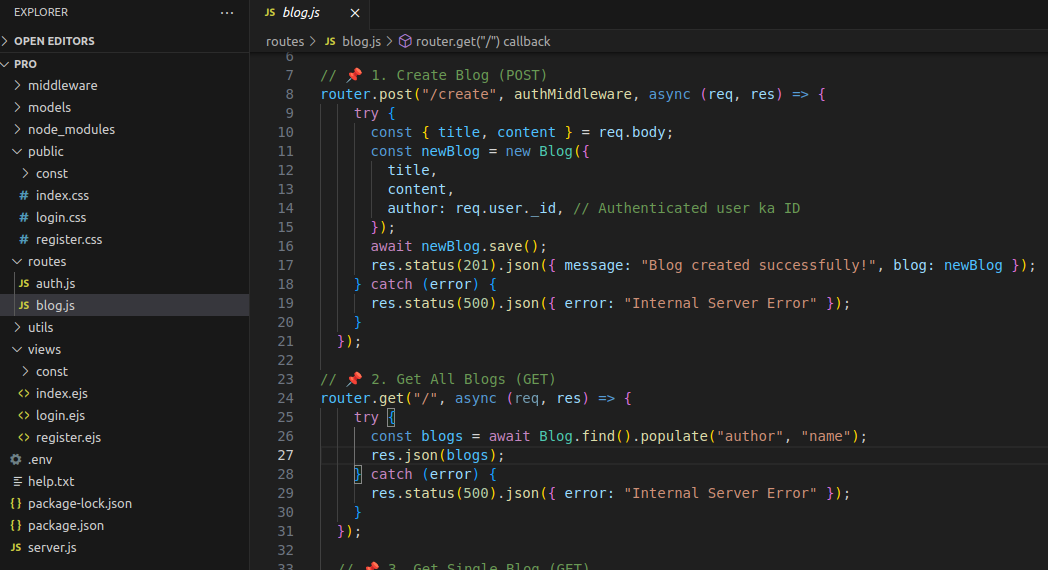 EXPLORER
OPEN EDITORS
PRO
middleware
models
node_modules
public
const
index.css
login.css
register.css
routes
auth.js
blog.js
utils
views
const
index.ejs
login.ejs
register.ejs
.env
help.txt
package-lock.json
package.json
server.js
JS blog.js
routes > JS blog.js > router.get("/") callback
6
7 // 📌 1. Create Blog (POST)
8 router.post("/create", authMiddleware, async (req, res) => {
9 try {
10 const { title, content } = req.body;
11 const newBlog = new Blog({
12 title,
13 content,
14 author: req.user._id, // Authenticated user ka ID
15 });
16 await newBlog.save();
17 res.status(201).json({ message: "Blog created successfully!", blog: newBlog });
18 } catch (error) {
19 res.status(500).json({ error: "Internal Server Error" });
20 }
21 });
22
23 // 📌 2. Get All Blogs (GET)
24 router.get("/", async (req, res) => {
25 try {
26 const blogs = await Blog.find().populate("author", "name");
27 res.json(blogs);
28 } catch (error) {
29 res.status(500).json({ error: "Internal Server Error" });
30 }
31 });
32
33 // 📌 3. Get Single Blog (GET)